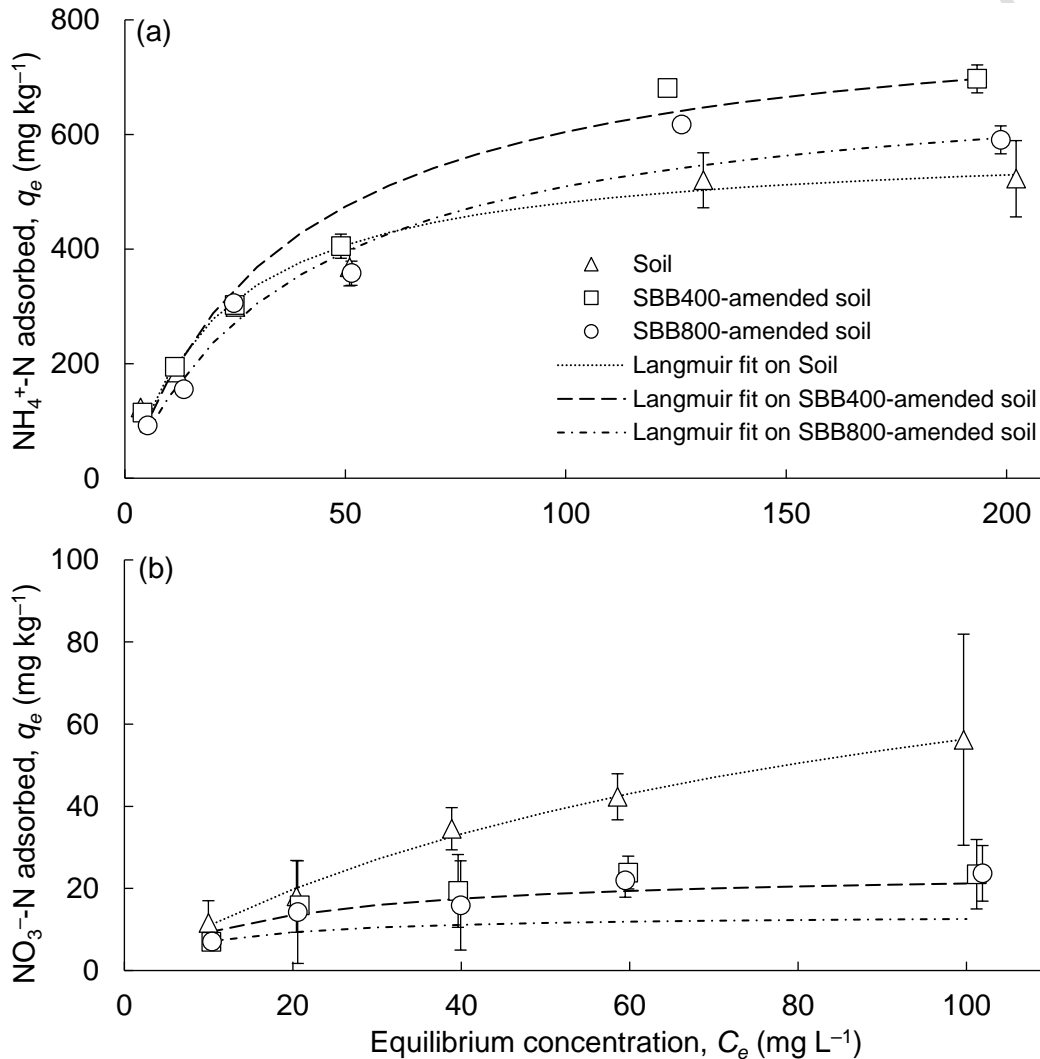 (a)
NH₄⁺-N adsorbed, qₑ (mg kg⁻¹)
800
600
400
200
0
Soil
SBB400-amended soil
SBB800-amended soil
Langmuir fit on Soil
Langmuir fit on SBB400-amended soil
Langmuir fit on SBB800-amended soil
0 50 100 150 200
(b)
NO₃⁻-N adsorbed, qₑ (mg kg⁻¹)
100
80
60
40
20
0
0 20 40 60 80 100
Equilibrium concentration, Cₑ (mg L⁻¹)